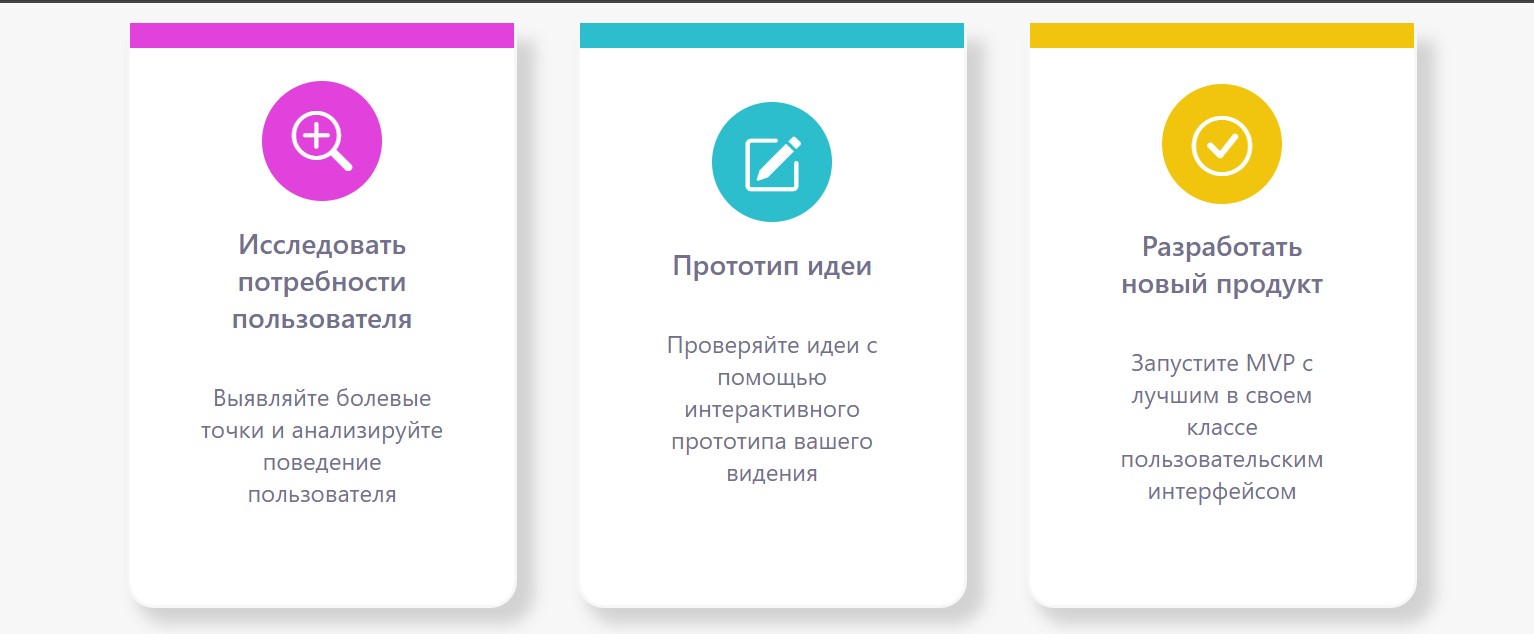 Исследовать
потребности
пользователя
Выявляйте болевые
точки и анализируйте
поведение
пользователя
Прототип идеи
Проверяйте идеи с
помощью
интерактивного
прототипа вашего
видения
Разработать
новый продукт
Запустите MVP с
лучшим в своем
классе
пользовательским
интерфейсом